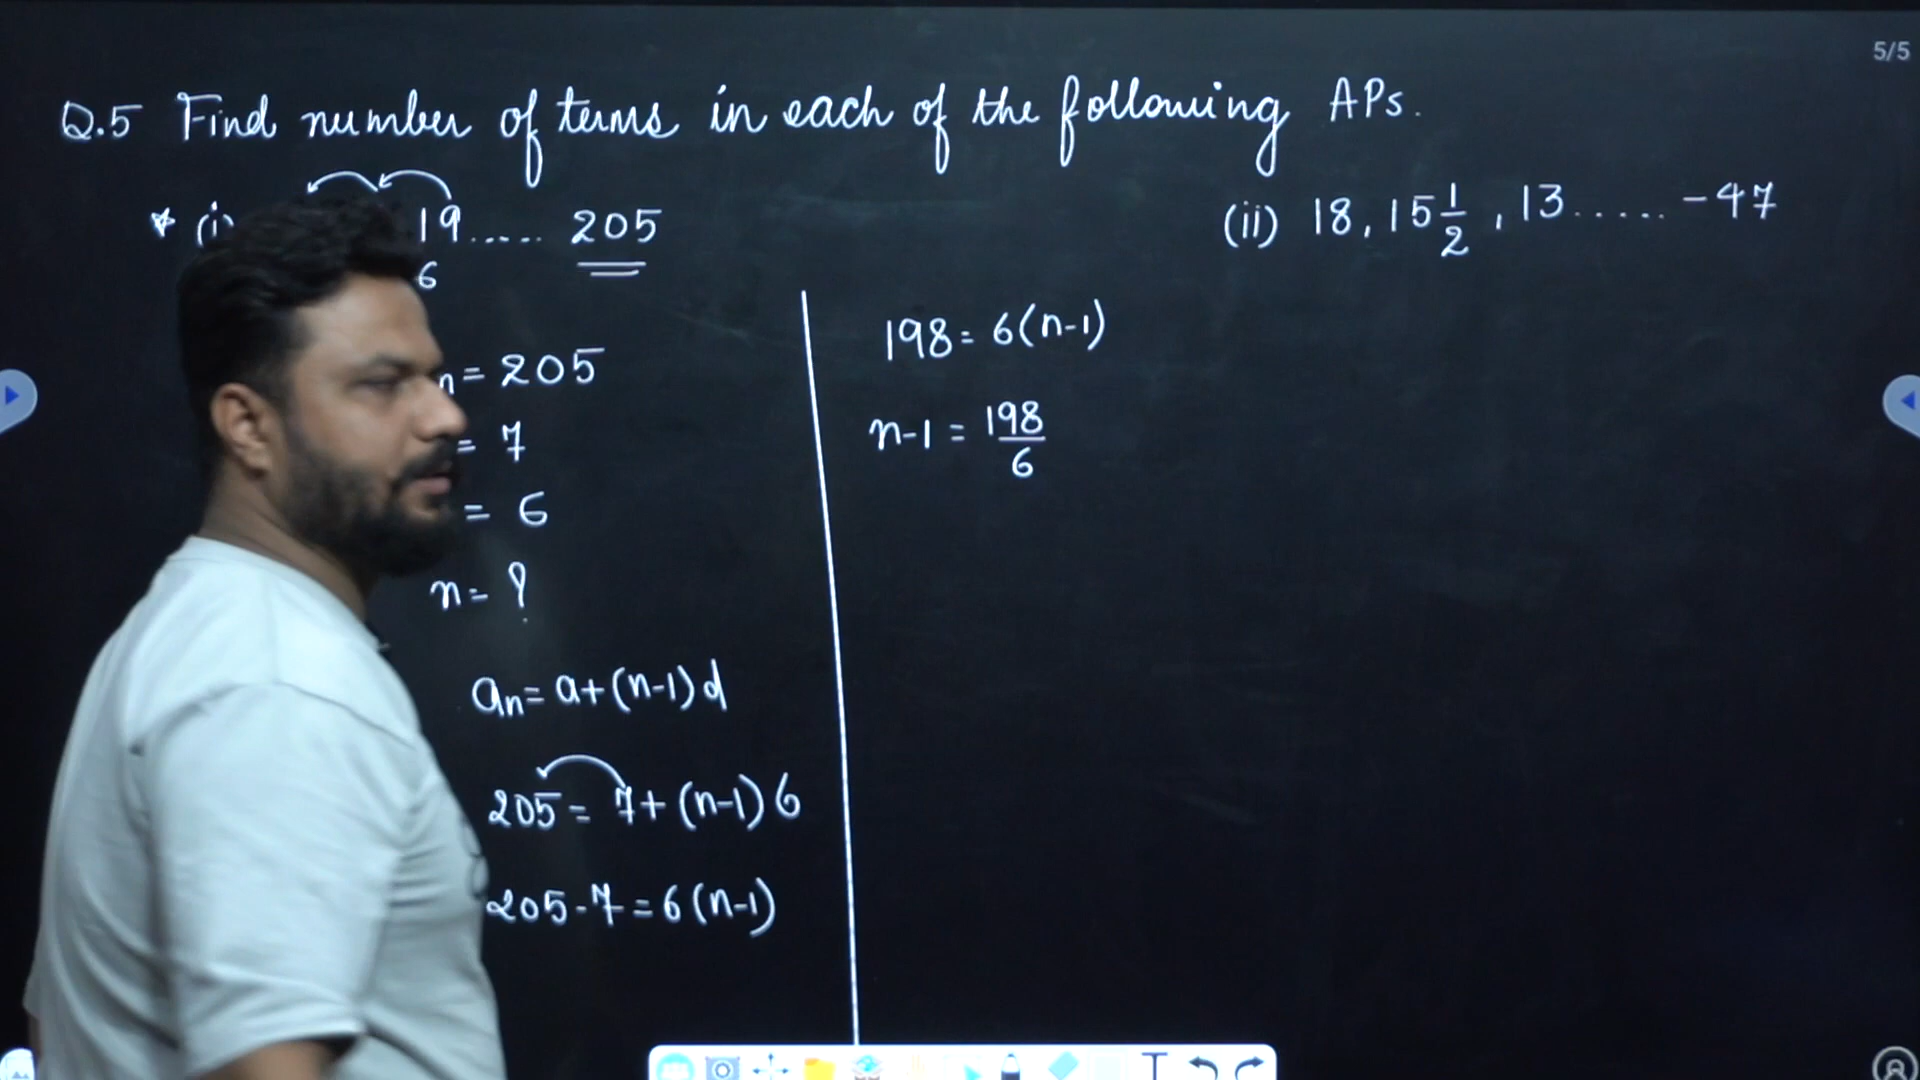 5/5
Q.5 Find number of terms in each of the following APs.
(i) 19..... 205
6
n = 205
= 7
= 6
n = ?
an = a+(n-1)d
205 = 7+(n-1)6
205-7 = 6(n-1)
198 = 6(n-1)
n-1 = 198/6
(ii) 18, 15 1/2, 13...... -47
T